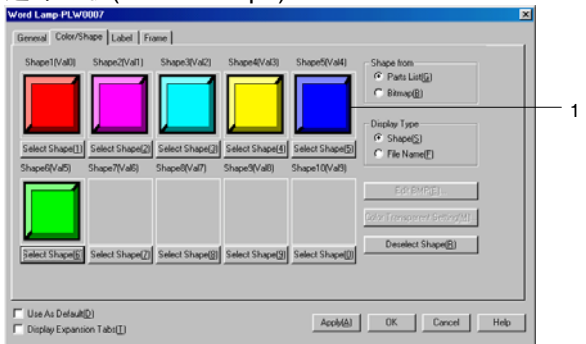 Word Lamp-PLW0007
General Color/Shape Label Frame
Shape1(Val0) Shape2(Val1) Shape3(Val2) Shape4(Val3) Shape5(Val4)
Select Shape(1) Select Shape(2) Select Shape(3) Select Shape(4) Select Shape(5)
Shape6(Val5) Shape7(Val6) Shape8(Val7) Shape9(Val8) Shape10(Val9)
Select Shape(6) Select Shape(7) Select Shape(8) Select Shape(9) Select Shape(0)
Shape from
Parts List(G)
Bitmap(B)
1
Display Type
Shape(S)
File Name(F)
Edit BMP(E)...
Color Transparent Setting(M)...
Deselect Shape(R)
Use As Default(D)
Display Expansion Tabs(T)
Apply(A) OK Cancel Help